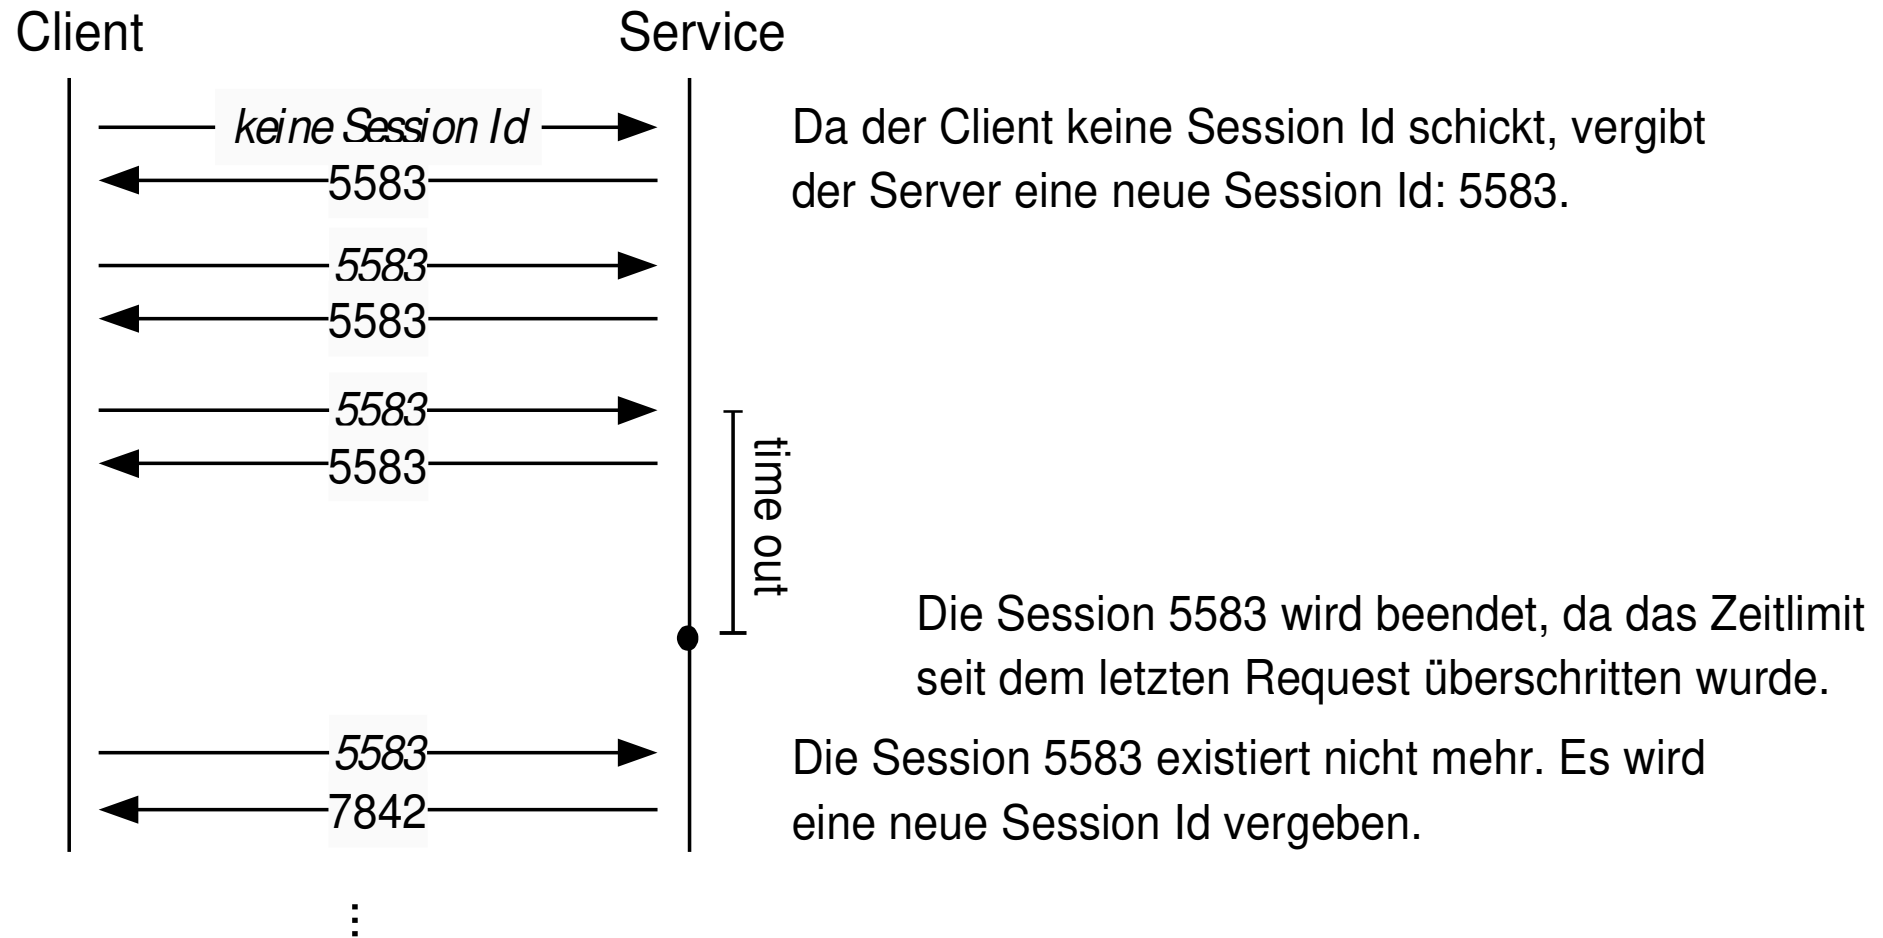 Client
Service
keine Session Id
5583
Da der Client keine Session Id schickt, vergibt
der Server eine neue Session Id: 5583.
5583
5583
5583
5583
time out
Die Session 5583 wird beendet, da das Zeitlimit
seit dem letzten Request überschritten wurde.
5583
7842
Die Session 5583 existiert nicht mehr. Es wird
eine neue Session Id vergeben.
...